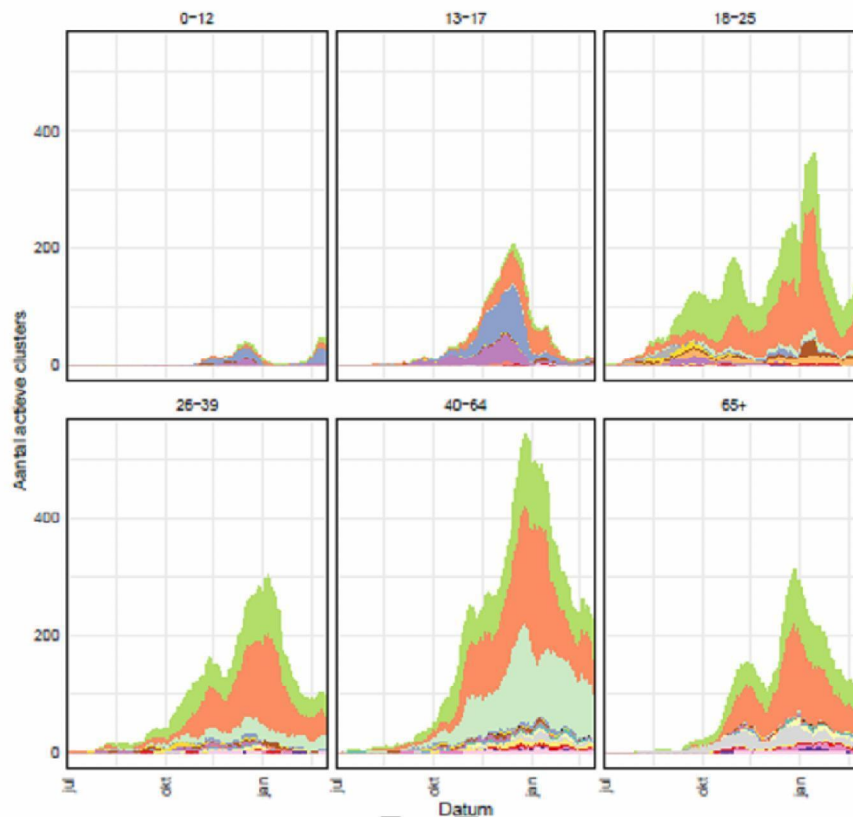 0-12 13-17 18-25
400
200
0
Aantal actieve clusters
26-39 40-64 65+
400
200
0
jul okt jan jul okt jan jul okt jan
Datum